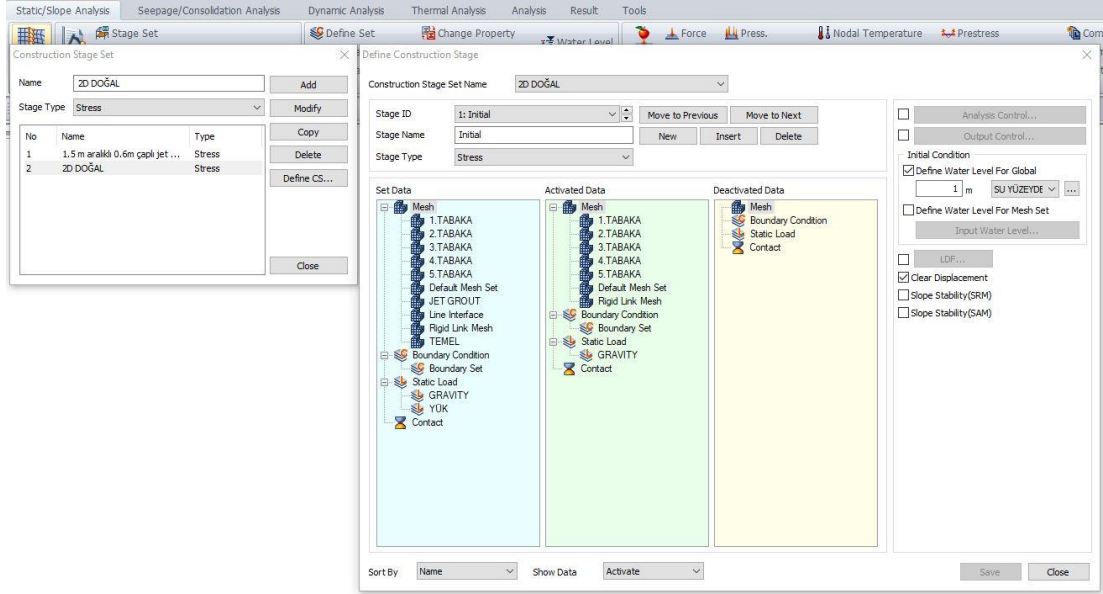 Static/Slope Analysis Seepage/Consolidation Analysis Dynamic Analysis Thermal Analysis Analysis Result Tools
Stage Set Define Set Change Property Water Level Force Press. Nodal Temperature Prestress
Construction Stage Set
Name 2D DOĞAL Add
Stage Type Stress Modify
No Name Type Copy
1 1.5 m aralıklı 0.6m çaplı jet ... Stress Delete
2 2D DOĞAL Stress
Define CS...
Close
Define Construction Stage
Construction Stage Set Name 2D DOĞAL
Stage ID 1: Initial Move to Previous Move to Next
Stage Name Initial New Insert Delete
Stage Type Stress
Set Data
Mesh
1.TABAKA
2.TABAKA
3.TABAKA
4.TABAKA
5.TABAKA
Default Mesh Set
JET GROUT
Line Interface
Rigid Link Mesh
TEMEL
Boundary Condition
Boundary Set
Static Load
GRAVITY
YÜK
Contact
Activated Data
Mesh
1.TABAKA
2.TABAKA
3.TABAKA
4.TABAKA
5.TABAKA
Default Mesh Set
Rigid Link Mesh
Boundary Condition
Boundary Set
Static Load
GRAVITY
Contact
Deactivated Data
Mesh
Boundary Condition
Static Load
Contact
Analysis Control...
Output Control...
Initial Condition
Define Water Level For Global
1 m SU YÜZEYDE ...
Define Water Level For Mesh Set
Input Water Level...
LDF...
Clear Displacement
Slope Stability(SRM)
Slope Stability(SAM)
Sort By Name Show Data Activate Save Close